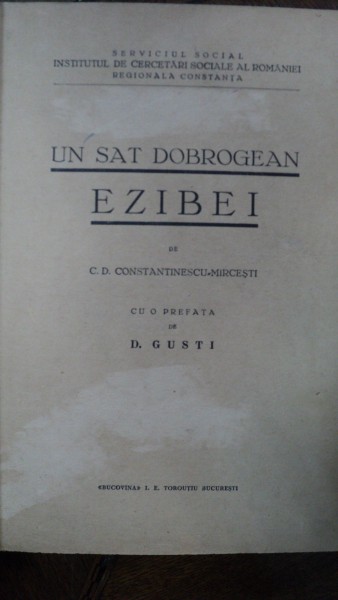 SERVICIUL SOCIAL
INSTITUTUL DE CERCETĂRI SOCIALE AL ROMÂNIEI
REGIONALA CONSTANȚA
UN SAT DOBROGEAN
EZIBEI
DE
C. D. CONSTANTINESCU-MIRCEȘTI
CU O PREFAȚĂ
DE
D. GUSTI
«BUCOVINA» I. E. TOROUȚIU BUCUREȘTI